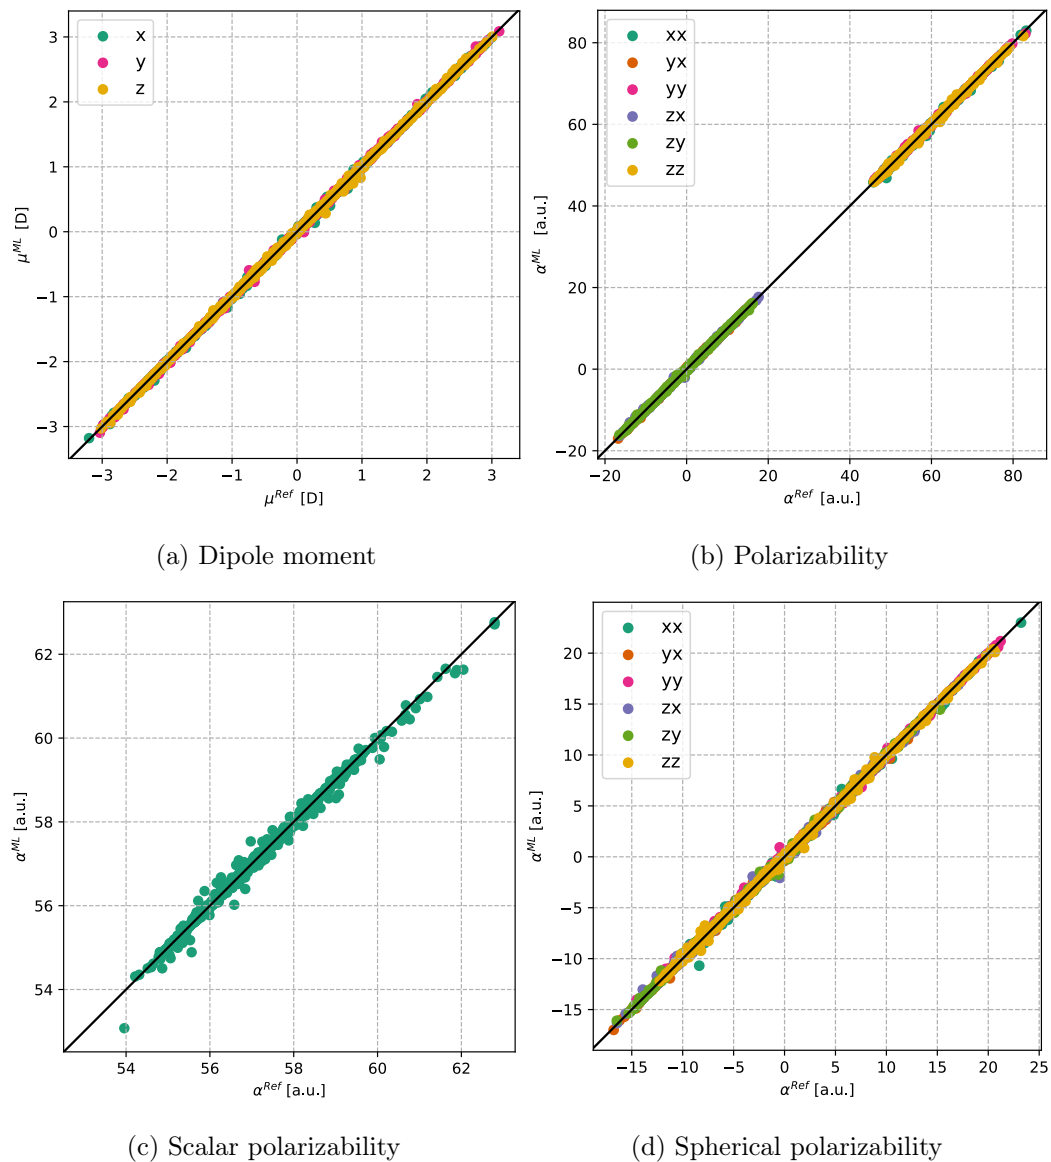 x
y
z
3
2
1
0
−1
−2
−3
μ^ML [D]
−3 −2 −1 0 1 2 3
μ^Ref [D]
(a) Dipole moment
xx
yx
yy
zx
zy
zz
80
60
40
20
0
−20
α^ML [a.u.]
−20 0 20 40 60 80
α^Ref [a.u.]
(b) Polarizability
62
60
58
56
54
α^ML [a.u.]
54 56 58 60 62
α^Ref [a.u.]
(c) Scalar polarizability
xx
yx
yy
zx
zy
zz
20
15
10
5
0
−5
−10
−15
α^ML [a.u.]
−15 −10 −5 0 5 10 15 20 25
α^Ref [a.u.]
(d) Spherical polarizability